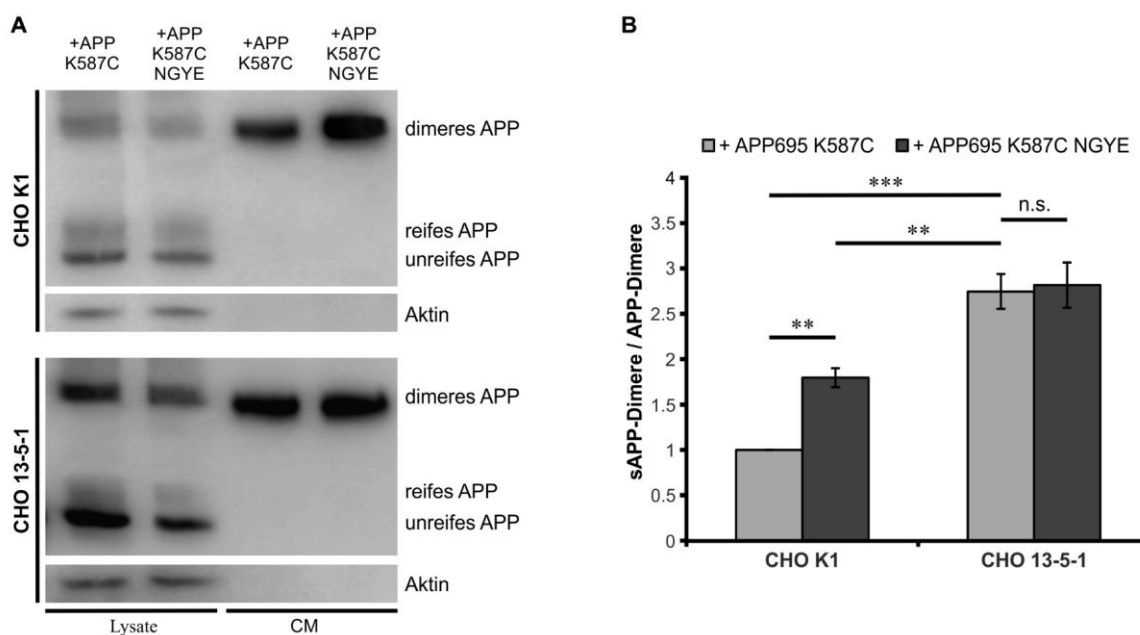 A
+APP
K587C
+APP
K587C
NGYE
+APP
K587C
+APP
K587C
NGYE
CHO K1
dimeres APP
reifes APP
unreifes APP
Aktin
CHO 13-5-1
dimeres APP
reifes APP
unreifes APP
Aktin
Lysate
CM
B
+ APP695 K587C
+ APP695 K587C NGYE
sAPP-Dimere / APP-Dimere
4
3.5
3
2.5
2
1.5
1
0.5
0
***
n.s.
**
**
CHO K1
CHO 13-5-1